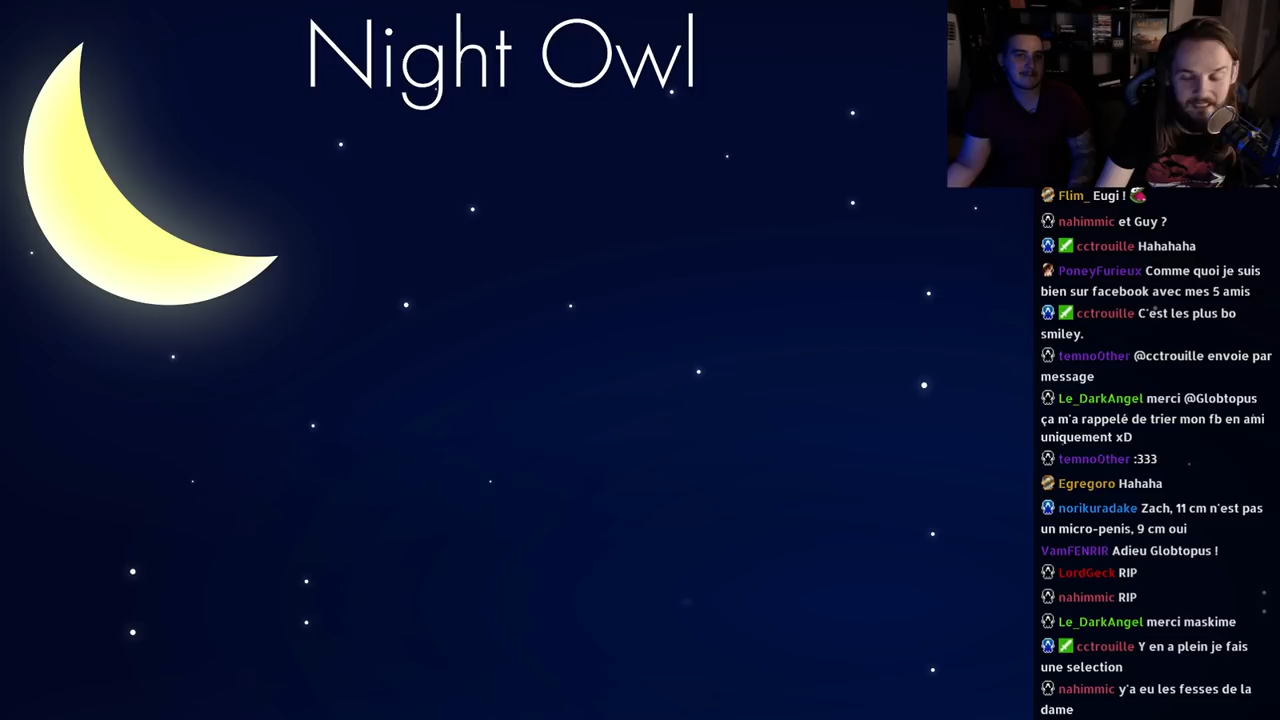 Night Owl
Flim_ Eugi !
nahimmic et Guy ?
cctrouille Hahahaha
PoneyFurieux Comme quoi je suis
bien sur facebook avec mes 5 amis
cctrouille C'est les plus bo
smiley.
temnoOther @cctrouille envoie par
message
Le_DarkAngel merci @Globtopus
ça m'a rappelé de trier mon fb en ami
uniquement xD
temnoOther :333
Egregoro Hahaha
norikuradake Zach, 11 cm n'est pas
un micro-penis, 9 cm oui
VamFENRIR Adieu Globtopus !
LordGeck RIP
nahimmic RIP
Le_DarkAngel merci maskime
cctrouille Y en a plein je fais
une selection
nahimmic y'a eu les fesses de la
dame